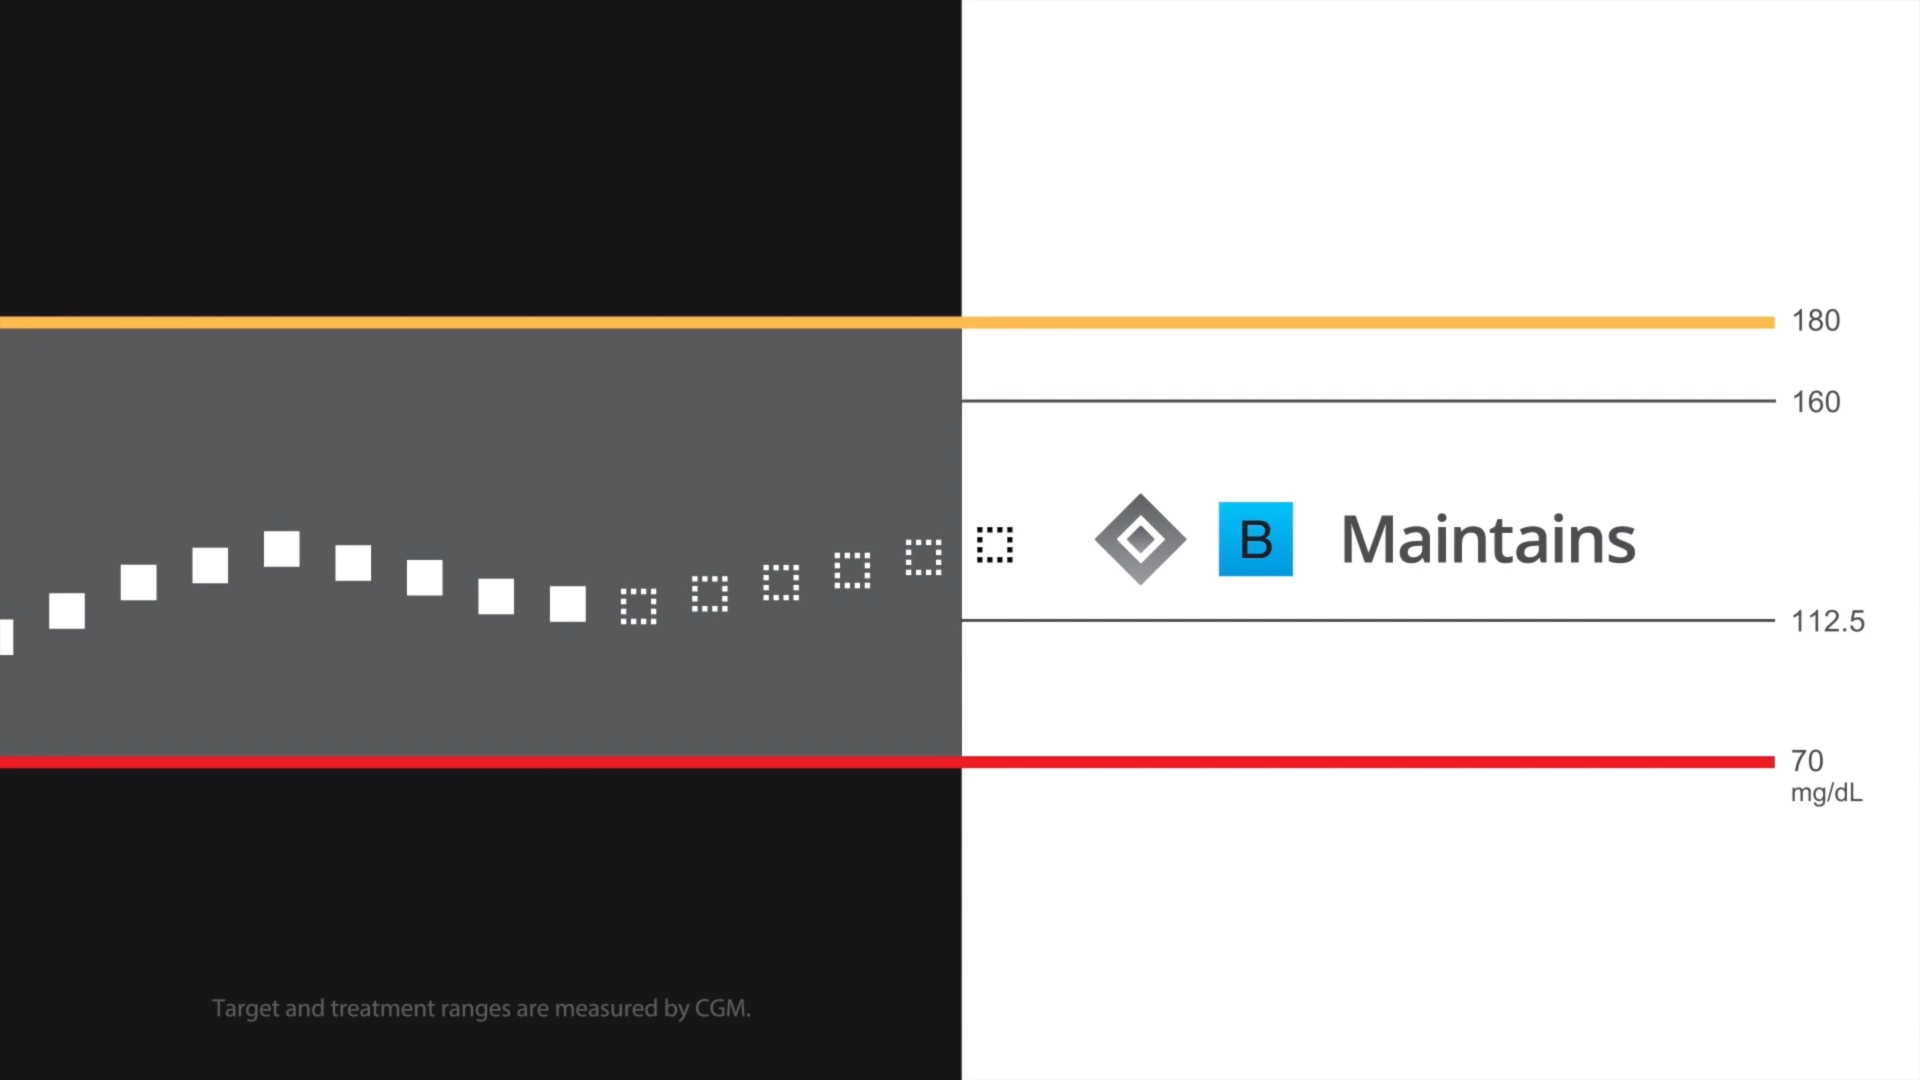 180
160
B Maintains
112.5
70
mg/dL
Target and treatment ranges are measured by CGM.